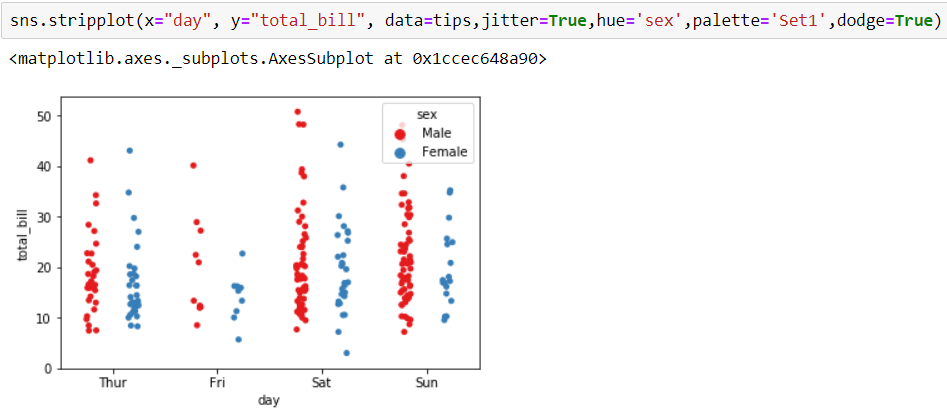 sns.stripplot(x="day", y="total_bill", data=tips,jitter=True,hue='sex',palette='Set1',dodge=True)
<matplotlib.axes._subplots.AxesSubplot at 0x1ccec648a90>
sex
Male
Female
50
40
30
20
10
0
total_bill
Thur Fri Sat Sun
day